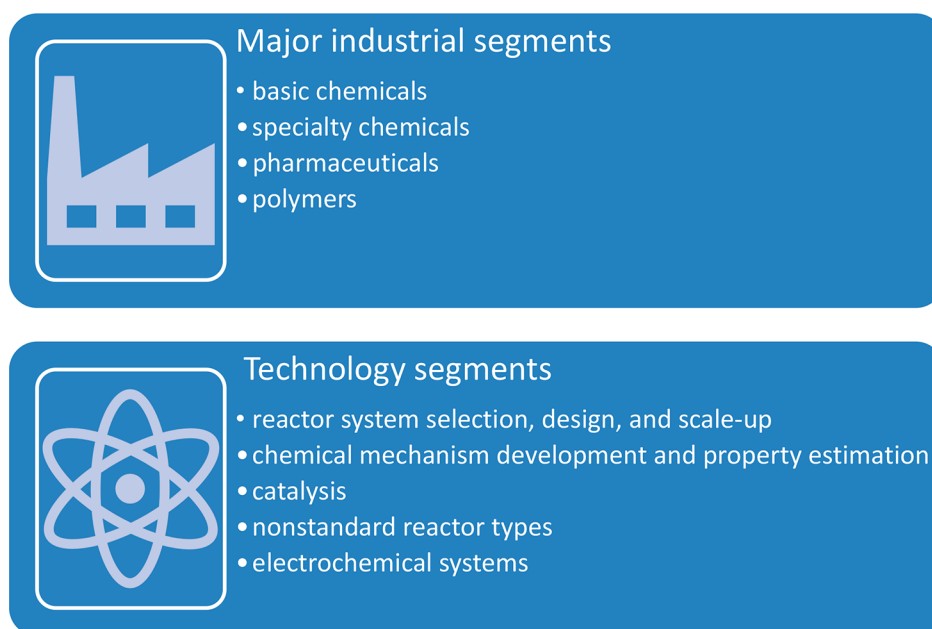 Major industrial segments
• basic chemicals
• specialty chemicals
• pharmaceuticals
• polymers
Technology segments
• reactor system selection, design, and scale-up
• chemical mechanism development and property estimation
• catalysis
• nonstandard reactor types
• electrochemical systems